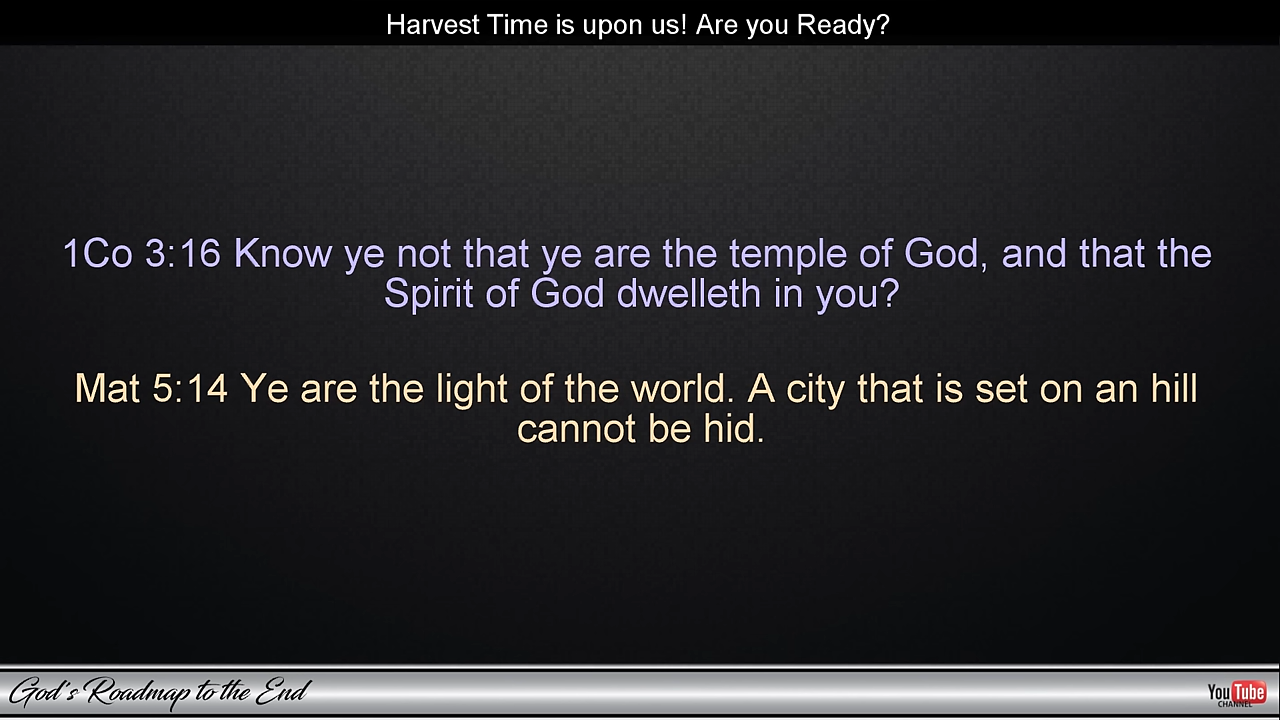 Harvest Time is upon us! Are you Ready?
1Co 3:16 Know ye not that ye are the temple of God, and that the
Spirit of God dwelleth in you?
Mat 5:14 Ye are the light of the world. A city that is set on an hill
cannot be hid.
God's Roadmap to the End
YouTube
CHANNEL